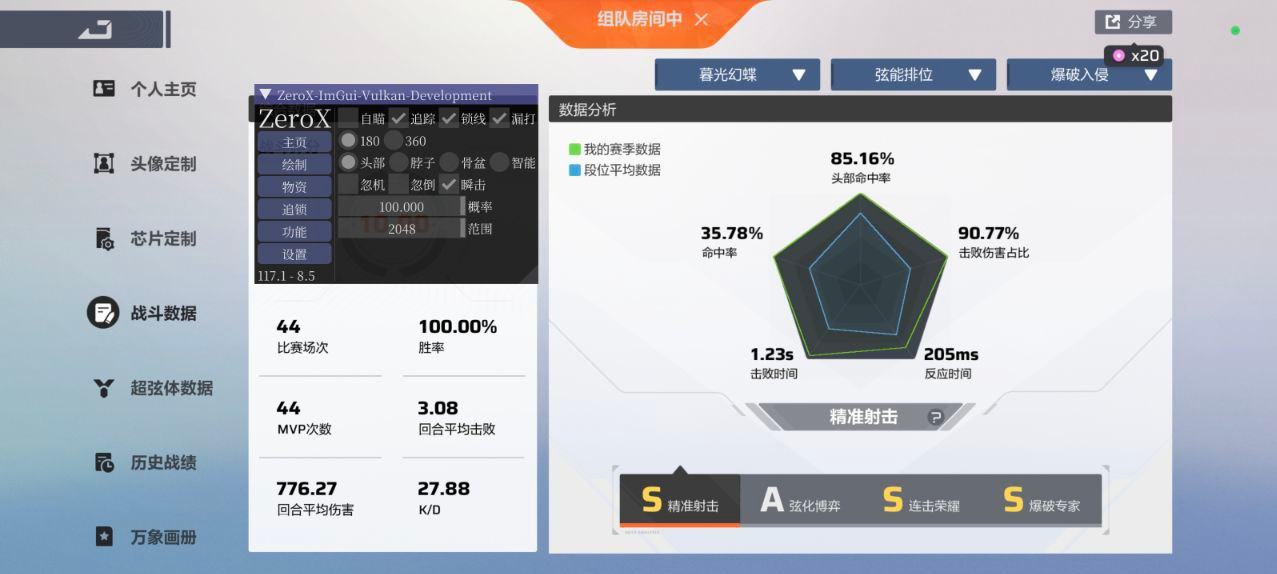 组队房间中
分享
x20
暮光幻蝶
弦能排位
爆破入侵
个人主页
头像定制
芯片定制
战斗数据
超弦体数据
历史战绩
万象画册
ZeroX-ImGui-Vulkan-Development
ZeroX
主页
绘制
物资
追锁
功能
设置
117.1 - 8.5
自瞄 追踪 锁线 漏打
180 360
头部 脖子 骨盆 智能
忽机 忽倒 瞬击
100.000 概率
2048 范围
44
比赛场次
100.00%
胜率
44
MVP次数
3.08
回合平均击败
776.27
回合平均伤害
27.88
K/D
数据分析
我的赛季数据
段位平均数据
85.16%
头部命中率
35.78%
命中率
90.77%
击败伤害占比
1.23s
击败时间
205ms
反应时间
精准射击 ?
S 精准射击
A 弦化博弈
S 连击荣耀
S 爆破专家